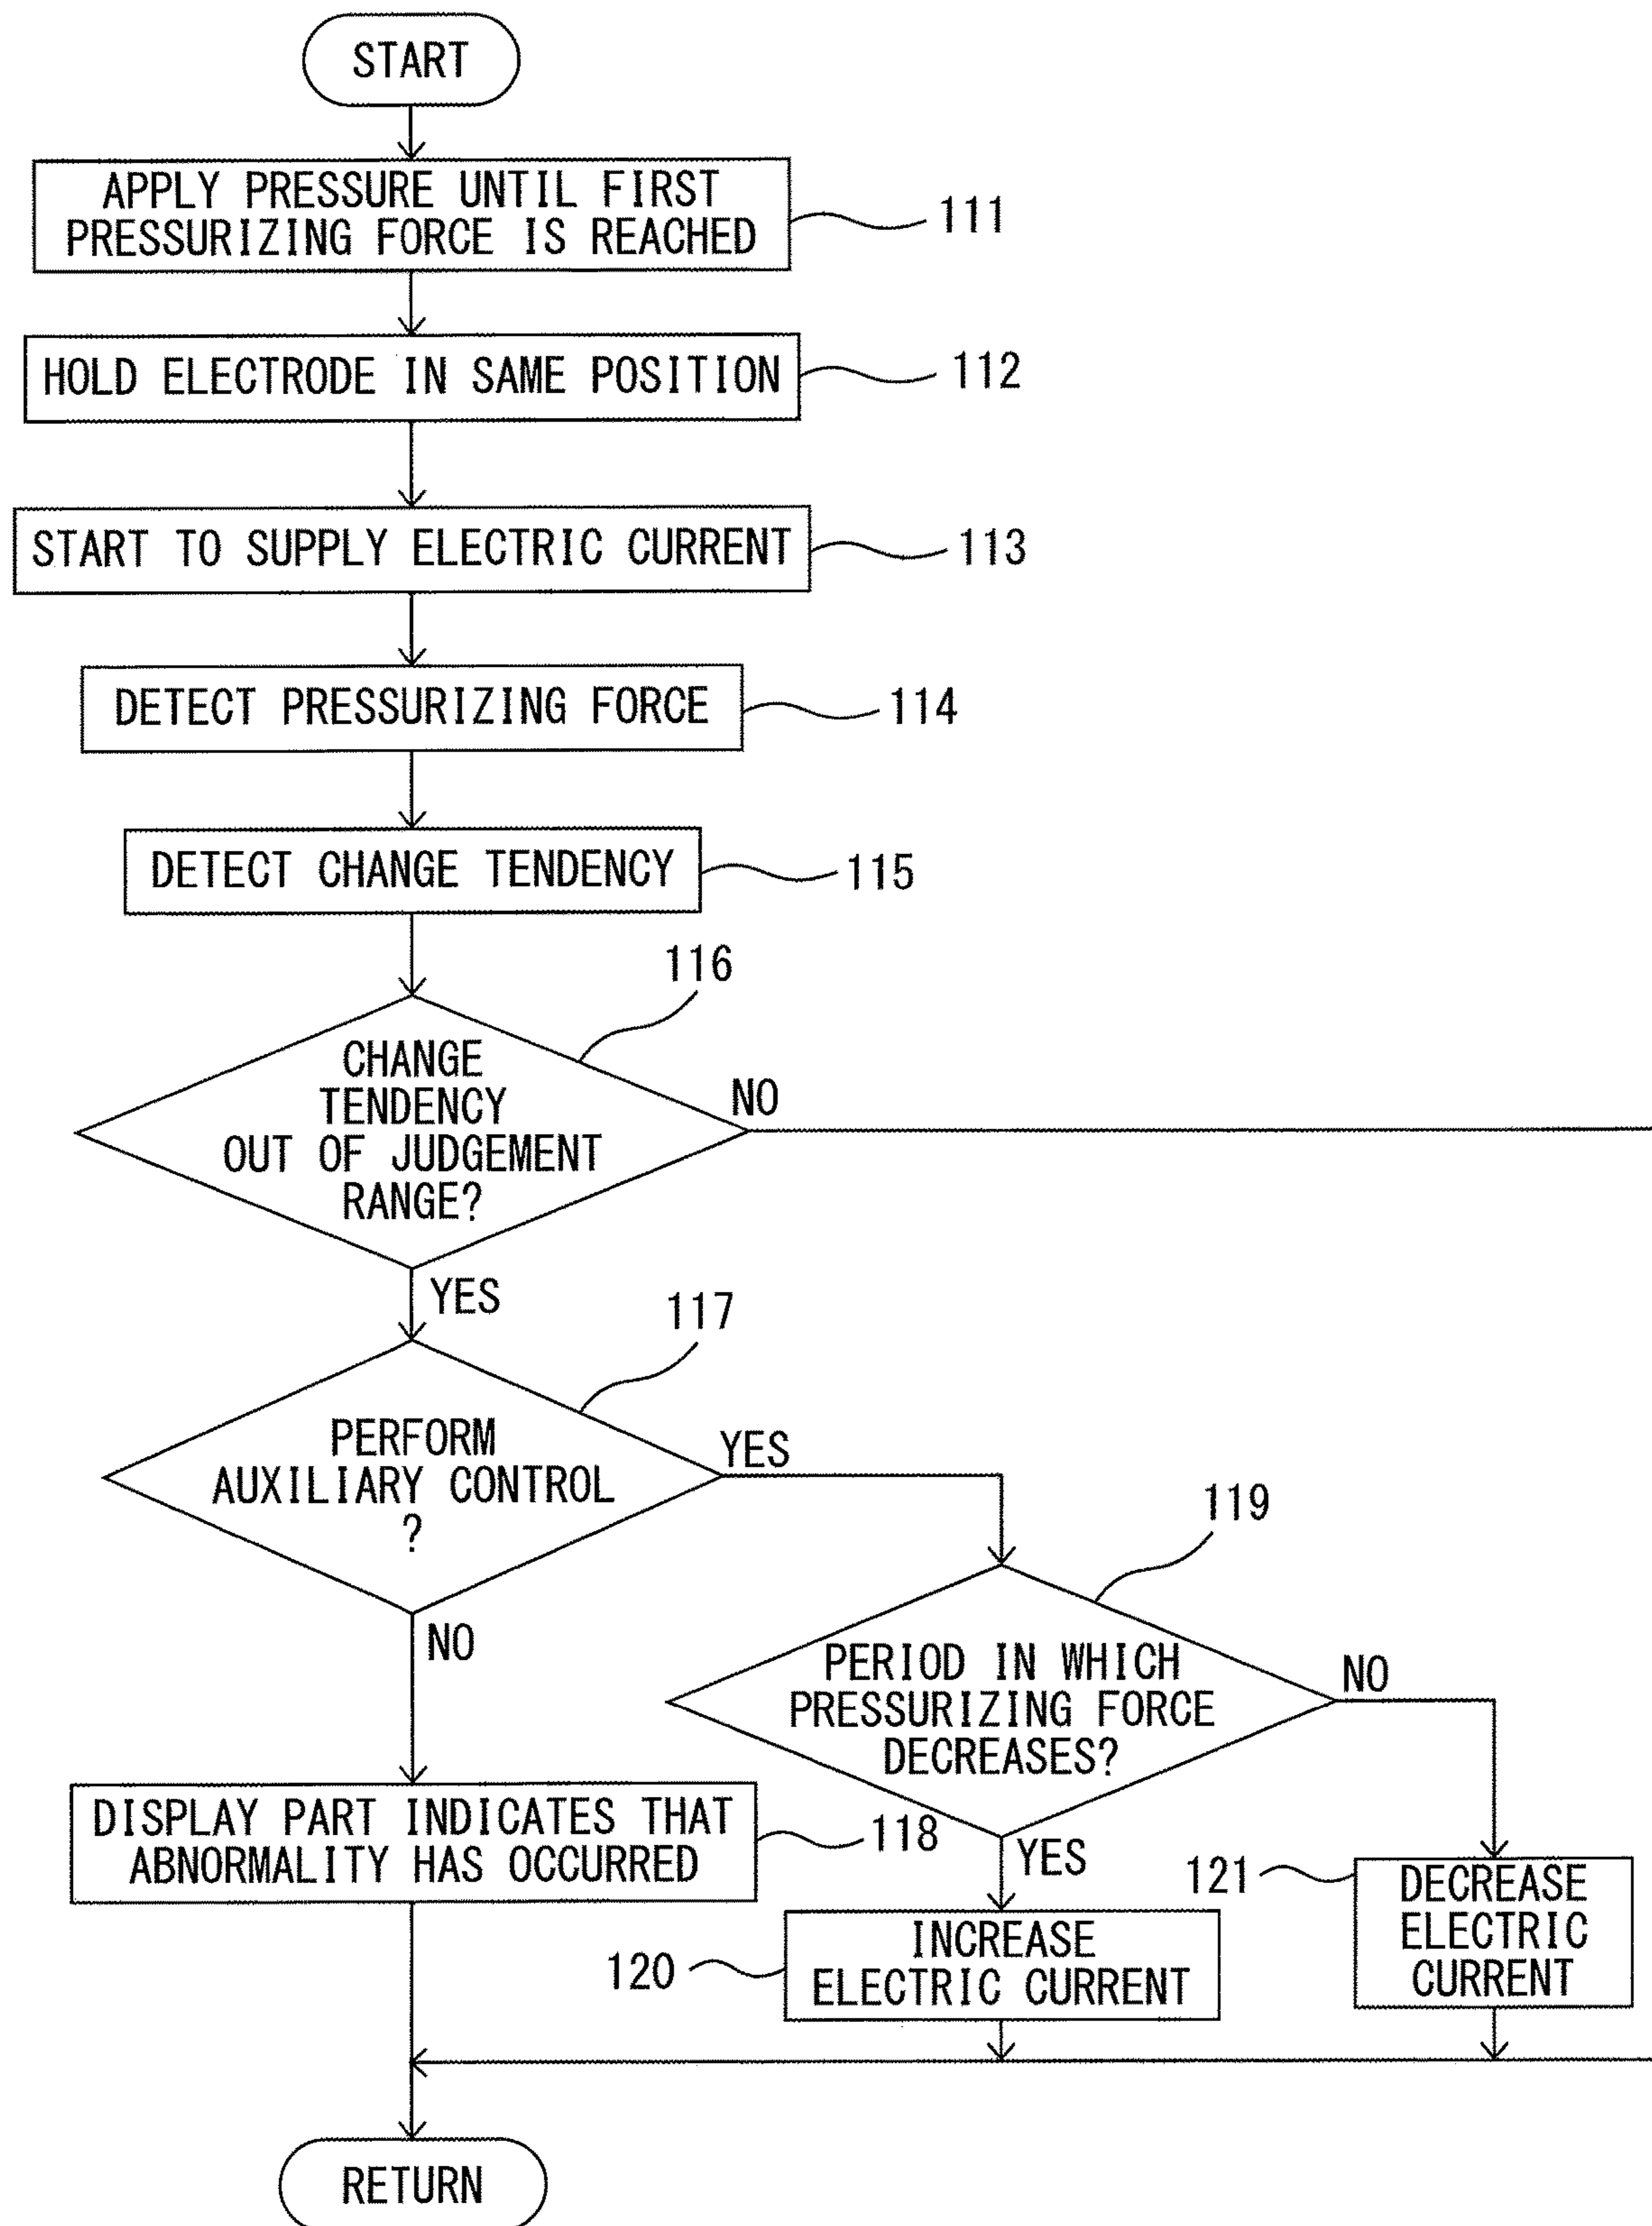 START
APPLY PRESSURE UNTIL FIRST
PRESSURIZING FORCE IS REACHED
111
HOLD ELECTRODE IN SAME POSITION
112
START TO SUPPLY ELECTRIC CURRENT
113
DETECT PRESSURIZING FORCE
114
DETECT CHANGE TENDENCY
115
116
CHANGE
TENDENCY
OUT OF JUDGEMENT
RANGE?
NO
YES
117
PERFORM
AUXILIARY CONTROL
?
YES
NO
119
PERIOD IN WHICH
PRESSURIZING FORCE
DECREASES?
NO
YES
DISPLAY PART INDICATES THAT
ABNORMALITY HAS OCCURRED
118
120
INCREASE
ELECTRIC CURRENT
121
DECREASE
ELECTRIC
CURRENT
RETURN